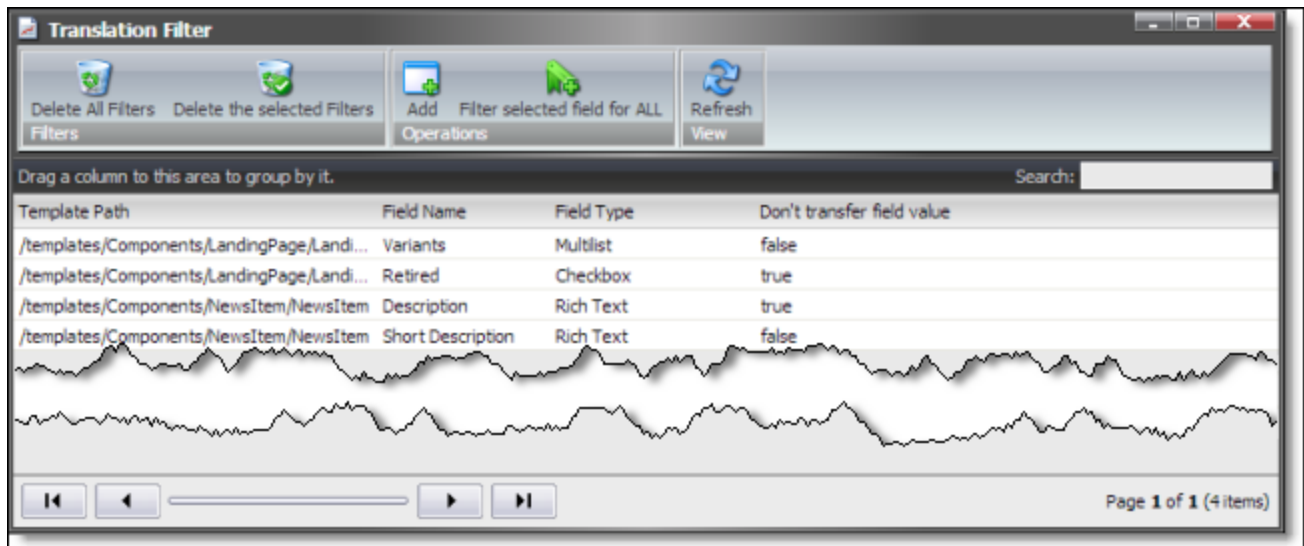 Translation Filter
Delete All Filters Delete the selected Filters Add Filter selected field for ALL Refresh
Filters Operations View
Drag a column to this area to group by it. Search:
Template Path Field Name Field Type Don't transfer field value
/templates/Components/LandingPage/Landi... Variants Multilist false
/templates/Components/LandingPage/Landi... Retired Checkbox true
/templates/Components/NewsItem/NewsItem Description Rich Text true
/templates/Components/NewsItem/NewsItem Short Description Rich Text false
Page 1 of 1 (4 items)